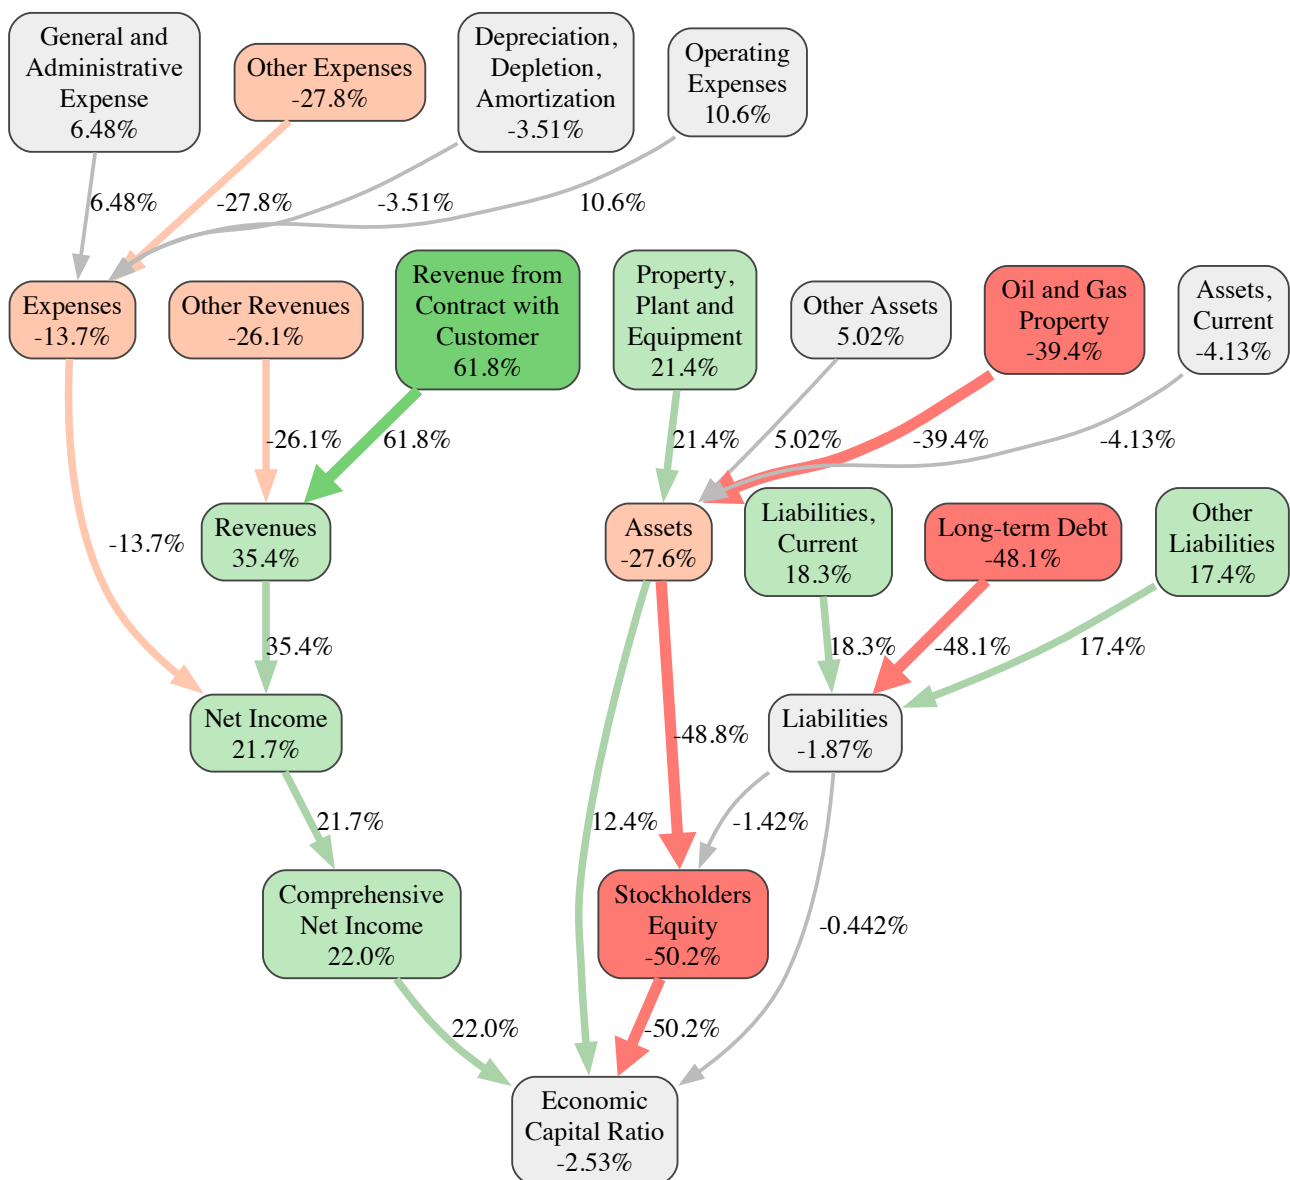 General and
Administrative
Expense
6.48%
Other Expenses
-27.8%
Depreciation,
Depletion,
Amortization
-3.51%
Operating
Expenses
10.6%
6.48%
-27.8%
-3.51%
10.6%
Expenses
-13.7%
Other Revenues
-26.1%
Revenue from
Contract with
Customer
61.8%
Property,
Plant and
Equipment
21.4%
Other Assets
5.02%
Oil and Gas
Property
-39.4%
Assets,
Current
-4.13%
-26.1%
61.8%
21.4%
5.02%
-39.4%
-4.13%
Revenues
35.4%
Assets
-27.6%
Liabilities,
Current
18.3%
Long-term Debt
-48.1%
Other
Liabilities
17.4%
-13.7%
35.4%
18.3%
-48.1%
17.4%
Net Income
21.7%
Liabilities
-1.87%
-48.8%
21.7%
12.4%
-1.42%
Comprehensive
Net Income
22.0%
Stockholders
Equity
-50.2%
-0.442%
22.0%
-50.2%
Economic
Capital Ratio
-2.53%